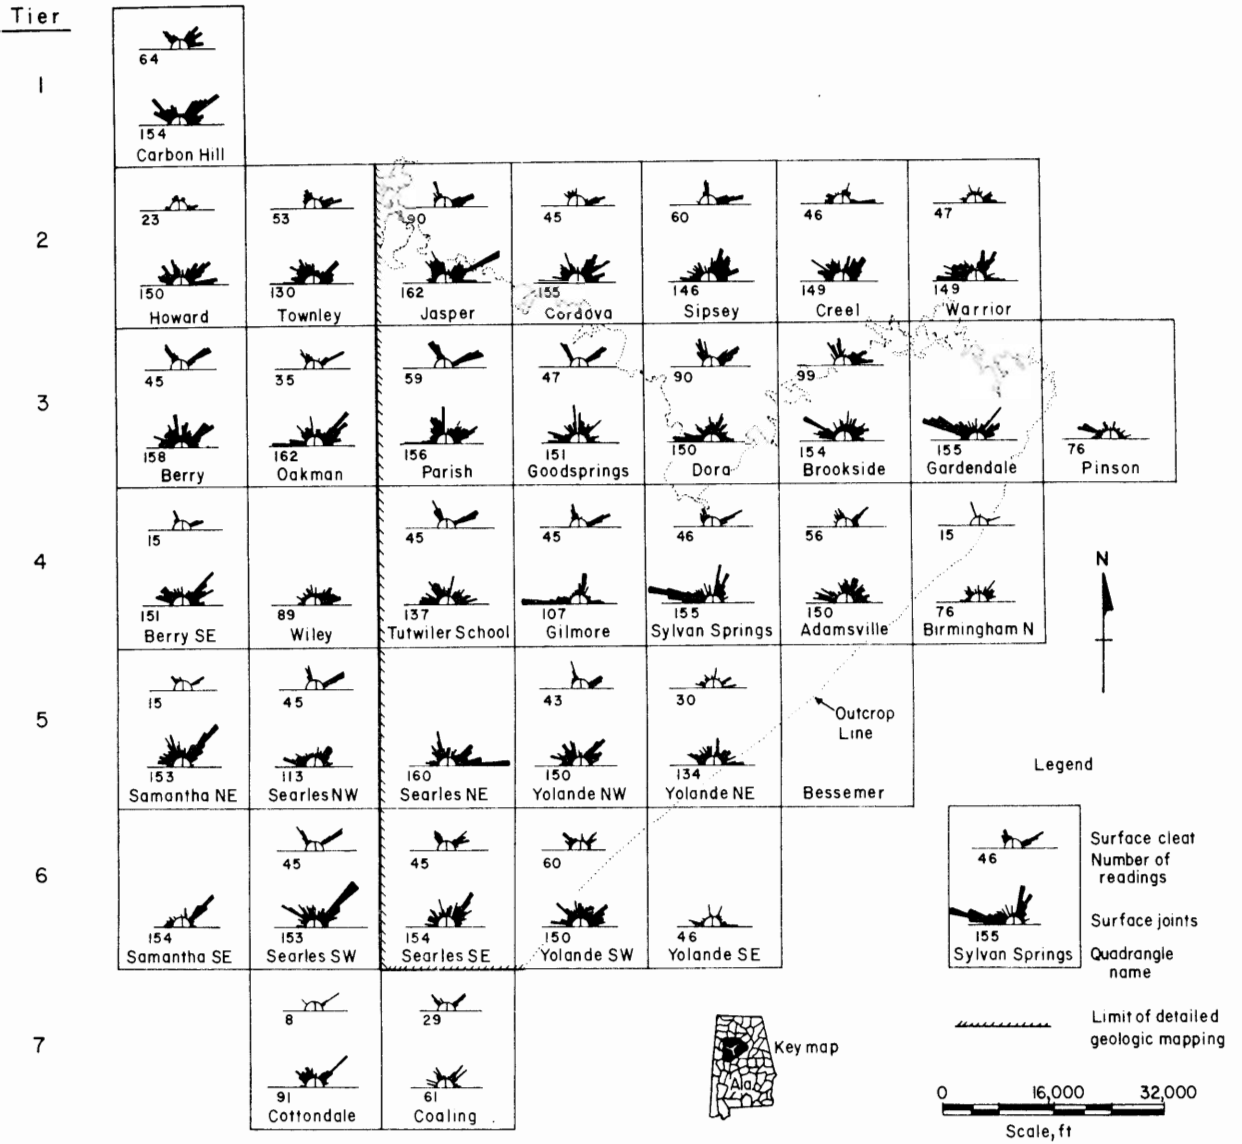 Tier
1
64
154
Carbon Hill
2
23 53 90 45 60 46 47
150 130 162 155 146 149 149
Howard Townley Jasper Cordova Sipsey Creel Warrior
3
45 35 59 47 90 99
158 162 156 151 150 154 155 76
Berry Oakman Parish Goodsprings Dora Brookside Gardendale Pinson
4
15 45 45 46 56 15
151 89 137 107 155 150 76
Berry SE Wiley Tutwiler School Gilmore Sylvan Springs Adamsville Birmingham N
N
5
15 45 43 30
153 113 160 150 134
Samantha NE Searles NW Searles NE Yolande NW Yolande NE Bessemer
Outcrop
Line
6
45 45 60
154 153 154 150 46
Samantha SE Searles SW Searles SE Yolande SW Yolande SE
7
8 29
91 61
Cottondale Coaling
Legend
46
Surface cleat
Number of
readings
155
Surface joints
Sylvan Springs
Quadrangle
name
Limit of detailed
geologic mapping
Key map
Ala.
0 16,000 32,000
Scale, ft